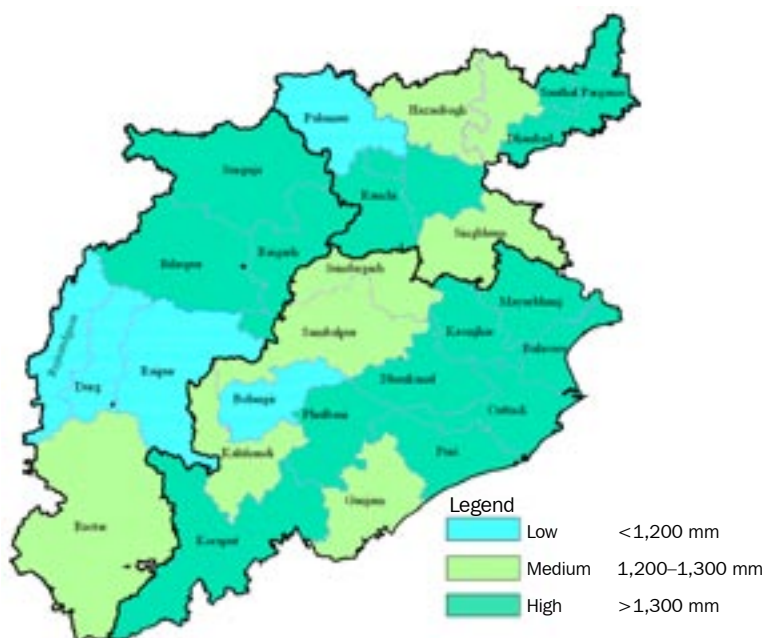 Santhal Parganas
Palamau
Hazaribagh
Dhanbad
Surguja
Ranchi
Singhbhum
Raigarh
Bilaspur
Sundargarh
Mayurbhanj
Keonjhar
Sambalpur
Balasore
Rajnandgaon
Durg
Raipur
Dhenkanal
Bolangir
Cuttack
Phulbani
Kalahandi
Puri
Ganjam
Bastar
Koraput
Legend
Low <1,200 mm
Medium 1,200–1,300 mm
High >1,300 mm